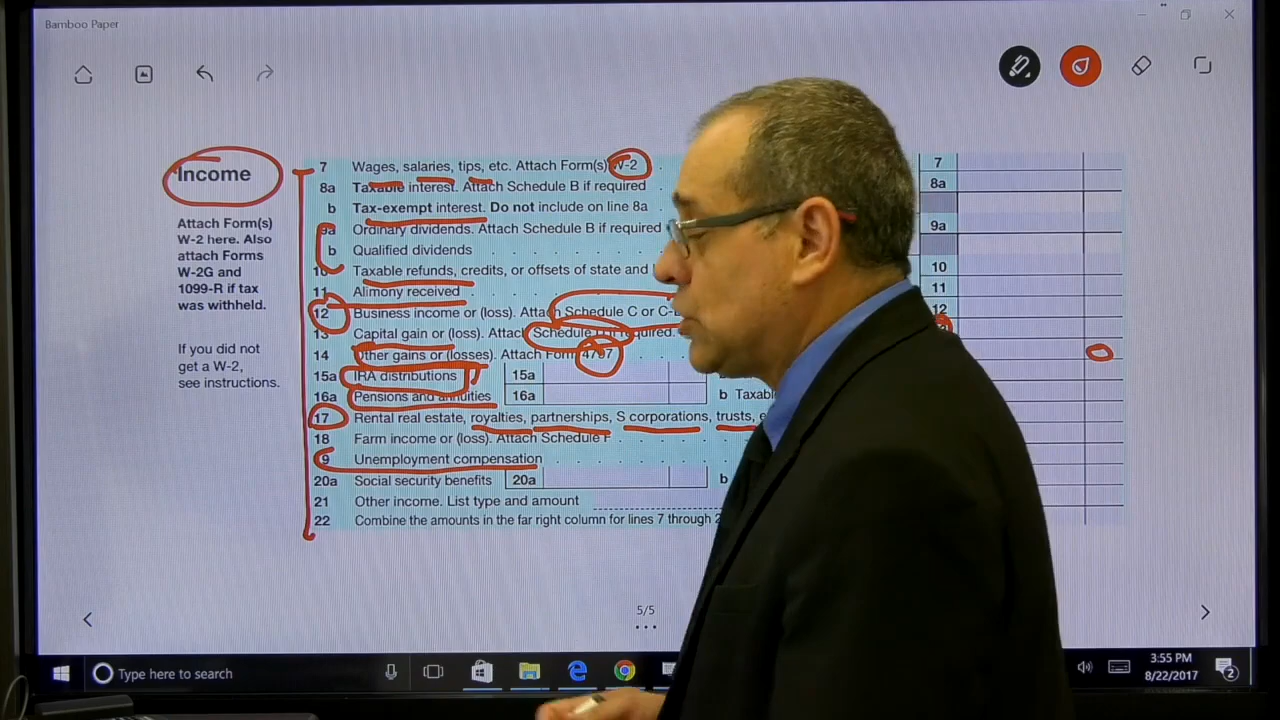 Bamboo Paper
Income
Attach Form(s)
W-2 here. Also
attach Forms
W-2G and
1099-R if tax
was withheld.
If you did not
get a W-2,
see instructions.
7 Wages, salaries, tips, etc. Attach Form(s) W-2 . 7
8a Taxable interest. Attach Schedule B if required . 8a
b Tax-exempt interest. Do not include on line 8a .
9a Ordinary dividends. Attach Schedule B if required 9a
b Qualified dividends . . . . .
10 Taxable refunds, credits, or offsets of state and 10
11 Alimony received . . . . . 11
12 Business income or (loss). Attach Schedule C or C- 12
13 Capital gain or (loss). Attach Schedule required.
14 Other gains or (losses). Attach Form 4797 . .
15a IRA distributions . 15a
16a Pensions and annuities 16a b Taxabl
17 Rental real estate, royalties, partnerships, S corporations, trusts, e
18 Farm income or (loss). Attach Schedule F . . . . .
9 Unemployment compensation . . . . . . .
20a Social security benefits 20a b
21 Other income. List type and amount
22 Combine the amounts in the far right column for lines 7 through 2
5/5
Type here to search
3:55 PM
8/22/2017
2